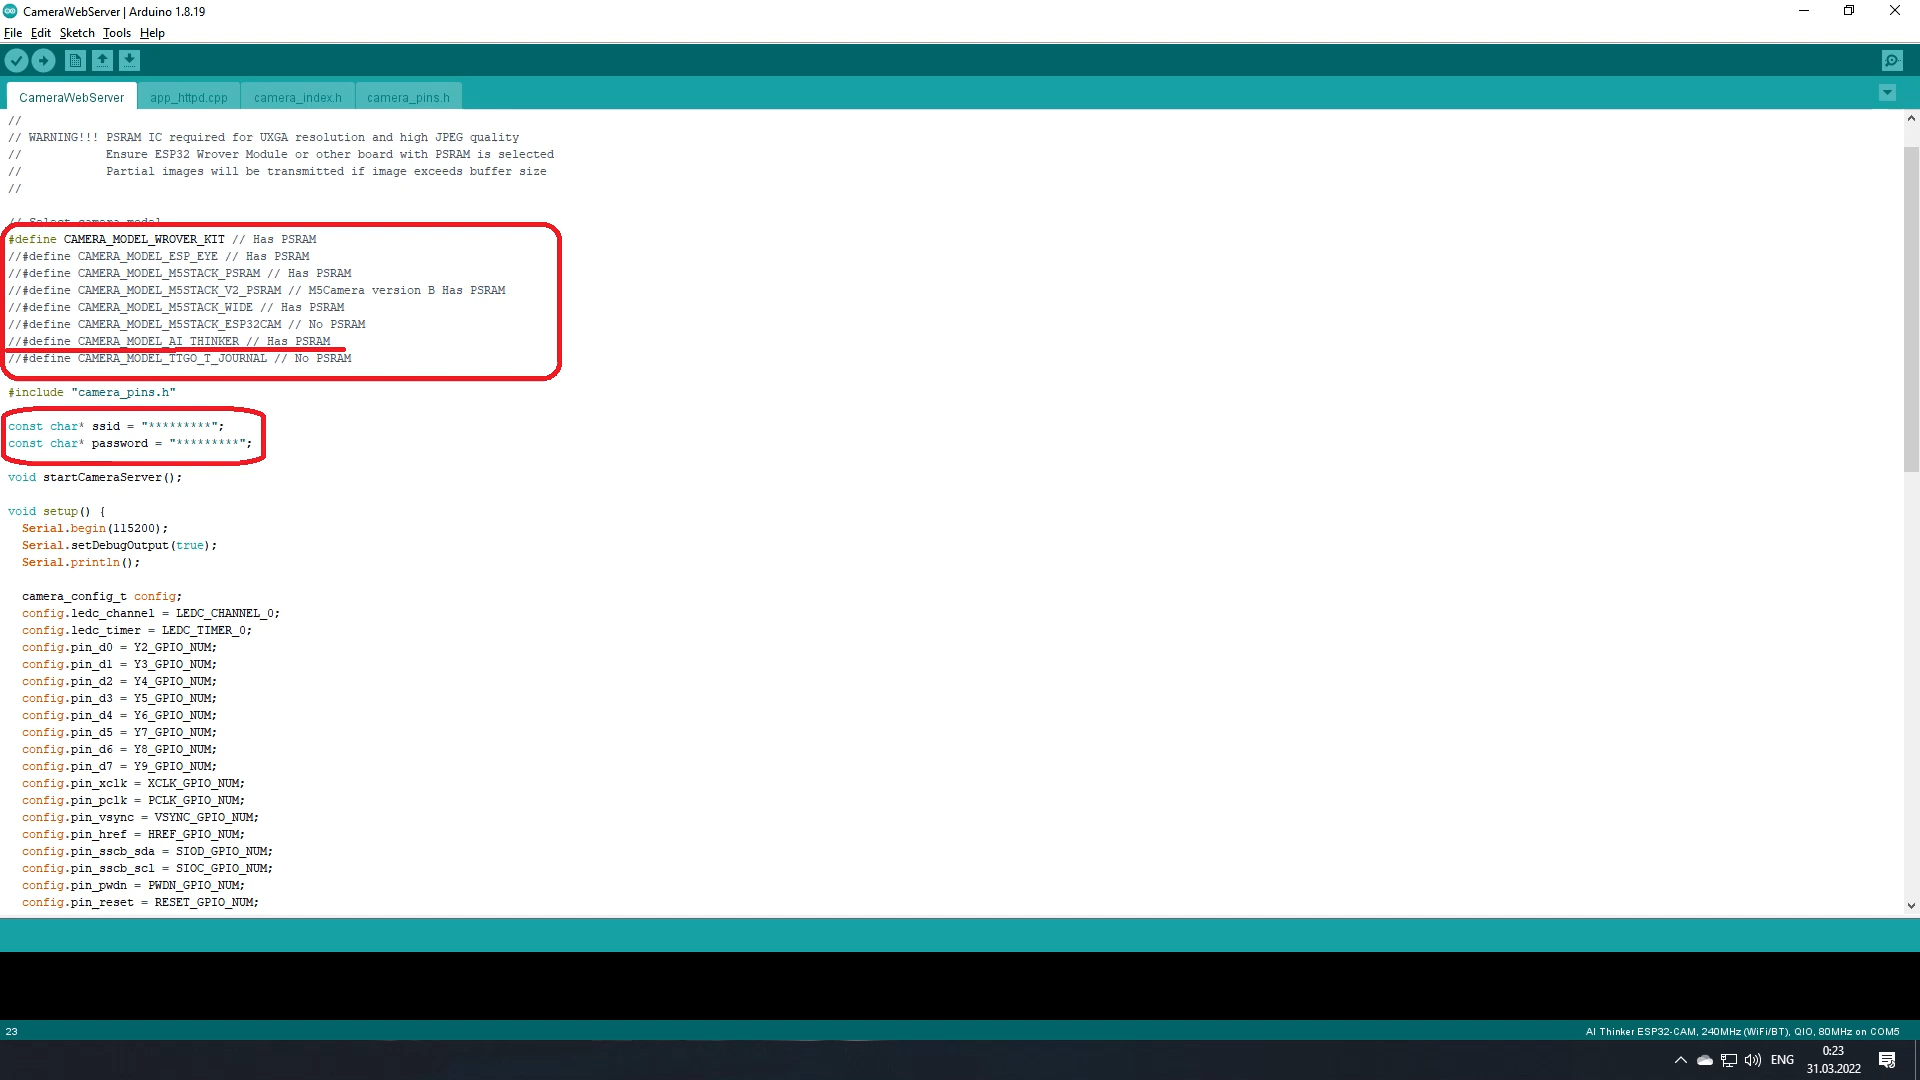 CameraWebServer | Arduino 1.8.19
File Edit Sketch Tools Help
CameraWebServer app_httpd.cpp camera_index.h camera_pins.h
//
// WARNING!!! PSRAM IC required for UXGA resolution and high JPEG quality
//            Ensure ESP32 Wrover Module or other board with PSRAM is selected
//            Partial images will be transmitted if image exceeds buffer size
//
// Select camera model
#define CAMERA_MODEL_WROVER_KIT // Has PSRAM
//#define CAMERA_MODEL_ESP_EYE // Has PSRAM
//#define CAMERA_MODEL_M5STACK_PSRAM // Has PSRAM
//#define CAMERA_MODEL_M5STACK_V2_PSRAM // M5Camera version B Has PSRAM
//#define CAMERA_MODEL_M5STACK_WIDE // Has PSRAM
//#define CAMERA_MODEL_M5STACK_ESP32CAM // No PSRAM
//#define CAMERA_MODEL_AI_THINKER // Has PSRAM
//#define CAMERA_MODEL_TTGO_T_JOURNAL // No PSRAM
#include "camera_pins.h"
const char* ssid = "*********";
const char* password = "*********";
void startCameraServer();
void setup() {
  Serial.begin(115200);
  Serial.setDebugOutput(true);
  Serial.println();
  camera_config_t config;
  config.ledc_channel = LEDC_CHANNEL_0;
  config.ledc_timer = LEDC_TIMER_0;
  config.pin_d0 = Y2_GPIO_NUM;
  config.pin_d1 = Y3_GPIO_NUM;
  config.pin_d2 = Y4_GPIO_NUM;
  config.pin_d3 = Y5_GPIO_NUM;
  config.pin_d4 = Y6_GPIO_NUM;
  config.pin_d5 = Y7_GPIO_NUM;
  config.pin_d6 = Y8_GPIO_NUM;
  config.pin_d7 = Y9_GPIO_NUM;
  config.pin_xclk = XCLK_GPIO_NUM;
  config.pin_pclk = PCLK_GPIO_NUM;
  config.pin_vsync = VSYNC_GPIO_NUM;
  config.pin_href = HREF_GPIO_NUM;
  config.pin_sscb_sda = SIOD_GPIO_NUM;
  config.pin_sscb_scl = SIOC_GPIO_NUM;
  config.pin_pwdn = PWDN_GPIO_NUM;
  config.pin_reset = RESET_GPIO_NUM;
23 AI Thinker ESP32-CAM, 240MHz (WiFi/BT), QIO, 80MHz on COM5
ENG 0:23
31.03.2022